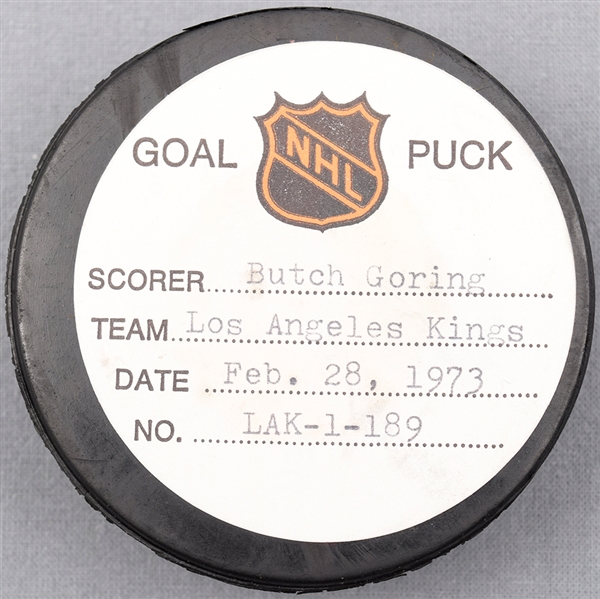 GOAL NHL PUCK
SCORER Butch Goring
TEAM Los Angeles Kings
DATE Feb. 28, 1973
NO. LAK-1-189